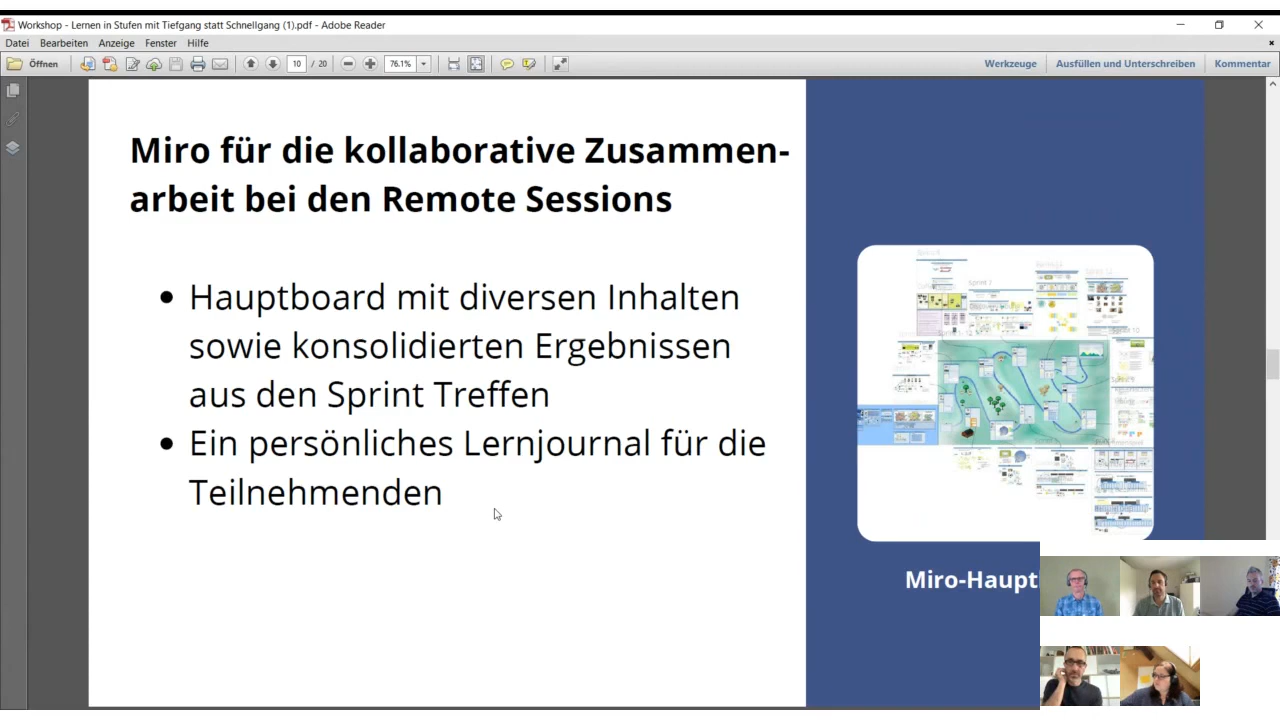 Workshop - Lernen in Stufen mit Tiefgang statt Schnellgang (1).pdf - Adobe Reader
Datei Bearbeiten Anzeige Fenster Hilfe
Öffnen 10 / 20 76.1% Werkzeuge Ausfüllen und Unterschreiben Kommentar
Miro für die kollaborative Zusammen-
arbeit bei den Remote Sessions
• Hauptboard mit diversen Inhalten
sowie konsolidierten Ergebnissen
aus den Sprint Treffen
• Ein persönliches Lernjournal für die
Teilnehmenden
Sprint 7
Miro-Haupt